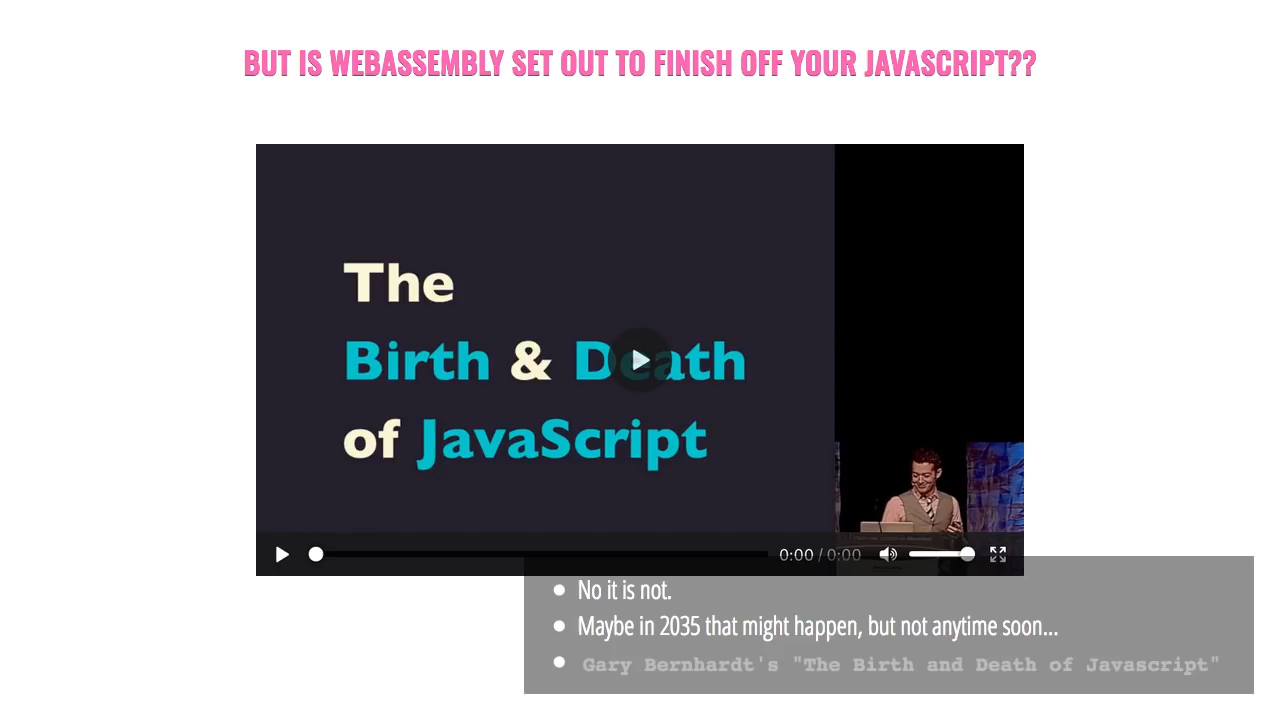 BUT IS WEBASSEMBLY SET OUT TO FINISH OFF YOUR JAVASCRIPT??
The
Birth & Death
of JavaScript
0:00 / 0:00
No it is not.
Maybe in 2035 that might happen, but not anytime soon...
Gary Bernhardt's "The Birth and Death of Javascript"